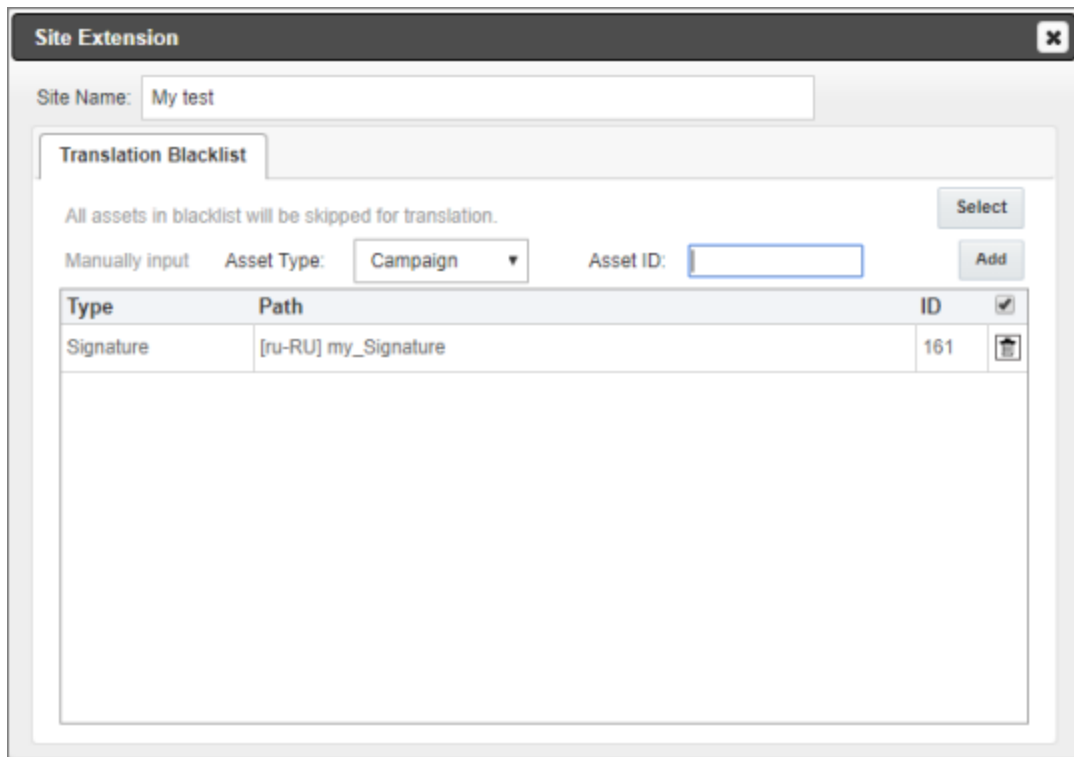 Site Extension
Site Name: My test
Translation Blacklist
All assets in blacklist will be skipped for translation. Select
Manually input Asset Type: Campaign Asset ID: Add
Type Path ID
Signature [ru-RU] my_Signature 161